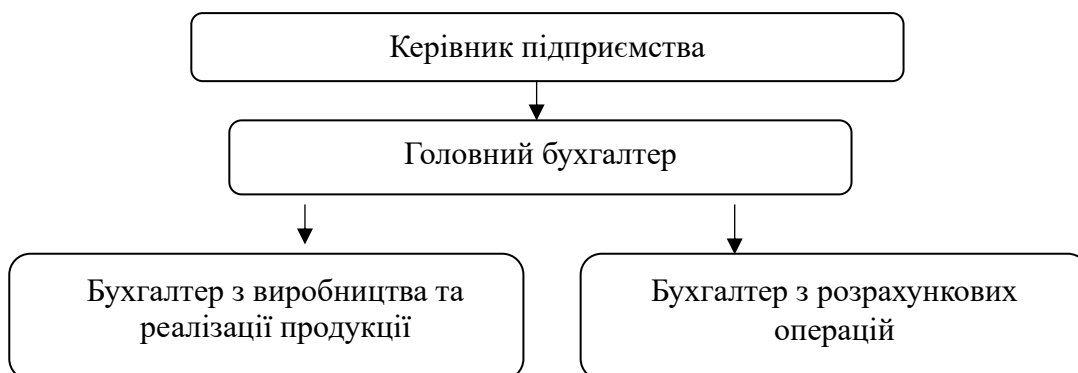 Керівник підприємства
Головний бухгалтер
Бухгалтер з виробництва та
реалізації продукції
Бухгалтер з розрахункових
операцій